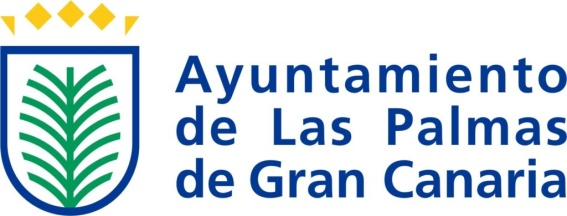 Ayuntamiento
de Las Palmas
de Gran Canaria